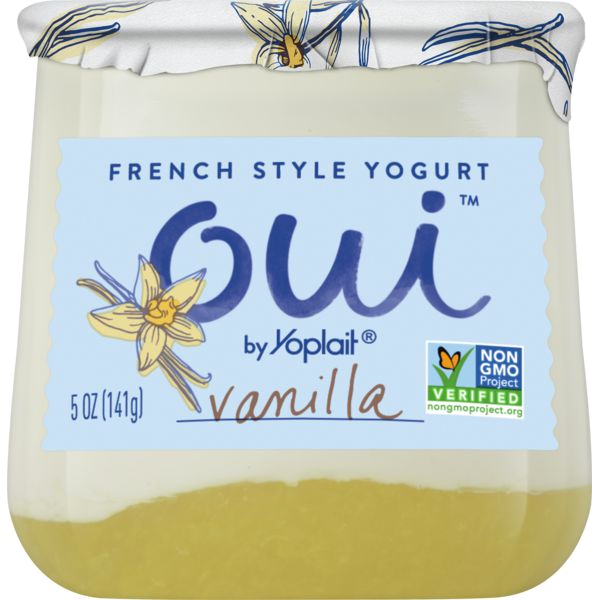 FRENCH STYLE YOGURT
oui™
by Yoplait®
5 OZ (141g)
vanilla
NON
GMO
Project
VERIFIED
nongmoproject.org